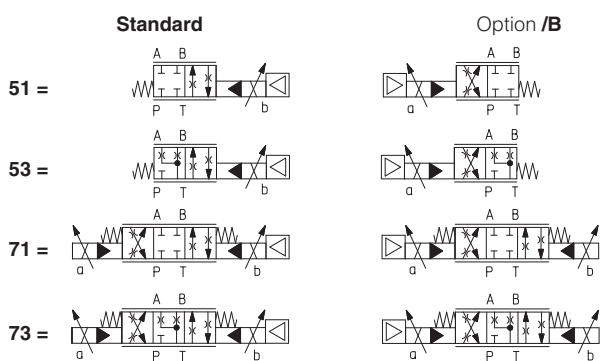 Standard Option /B
A B A B
51 =
b a
P T P T
A B A B
53 =
b a
P T P T
A B A B
71 =
a b a b
P T P T
A B A B
73 =
a b a b
P T P T